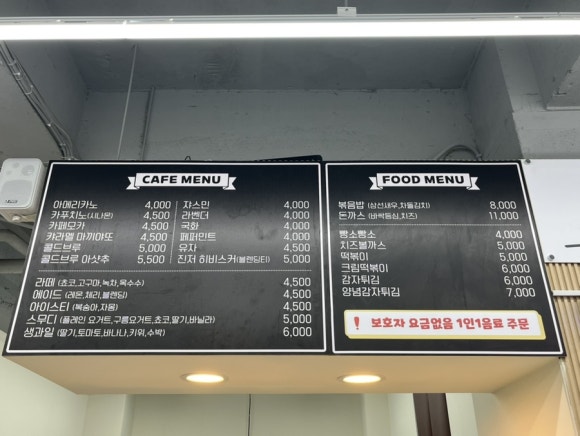 CAFE MENU
아메리카노 4,000
카푸치노(시나몬) 4,500
카페모카 4,500
카라멜 마끼야또 4,500
콜드브루 5,000
콜드브루 아샷추 5,500
자스민 4,000
라벤더 4,000
국화 4,000
페퍼민트 4,000
유자 4,500
진저 히비스커(블렌딩티) 5,000
라떼 (쵸코,고구마,녹차,옥수수) 4,500
에이드 (레몬,체리,블렌딩) 4,500
아이스티 (복숭아,자몽) 4,500
스무디 (플레인 요거트,구름요거트,쵸코,딸기,바닐라) 5,000
생과일 (딸기,토마토,바나나,키위,수박) 6,000
FOOD MENU
볶음밥 (삼선새우,차돌김치) 8,000
돈까스 (바싹등심,치즈) 11,000
빵소빵소 4,000
치즈볼까스 5,000
떡볶이 5,000
크림떡볶이 6,000
감자튀김 6,000
양념감자튀김 7,000
! 보호자 요금없음 1인1음료 주문